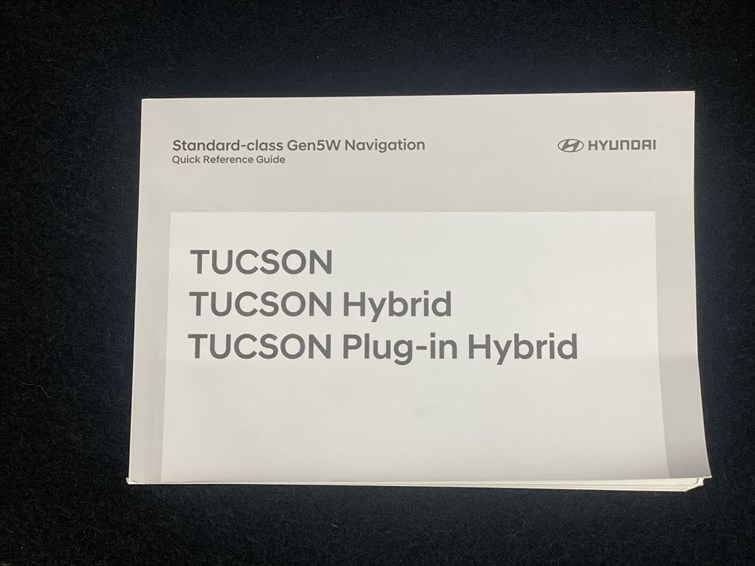 Standard-class Gen5W Navigation
Quick Reference Guide
HYUNDAI
TUCSON
TUCSON Hybrid
TUCSON Plug-in Hybrid